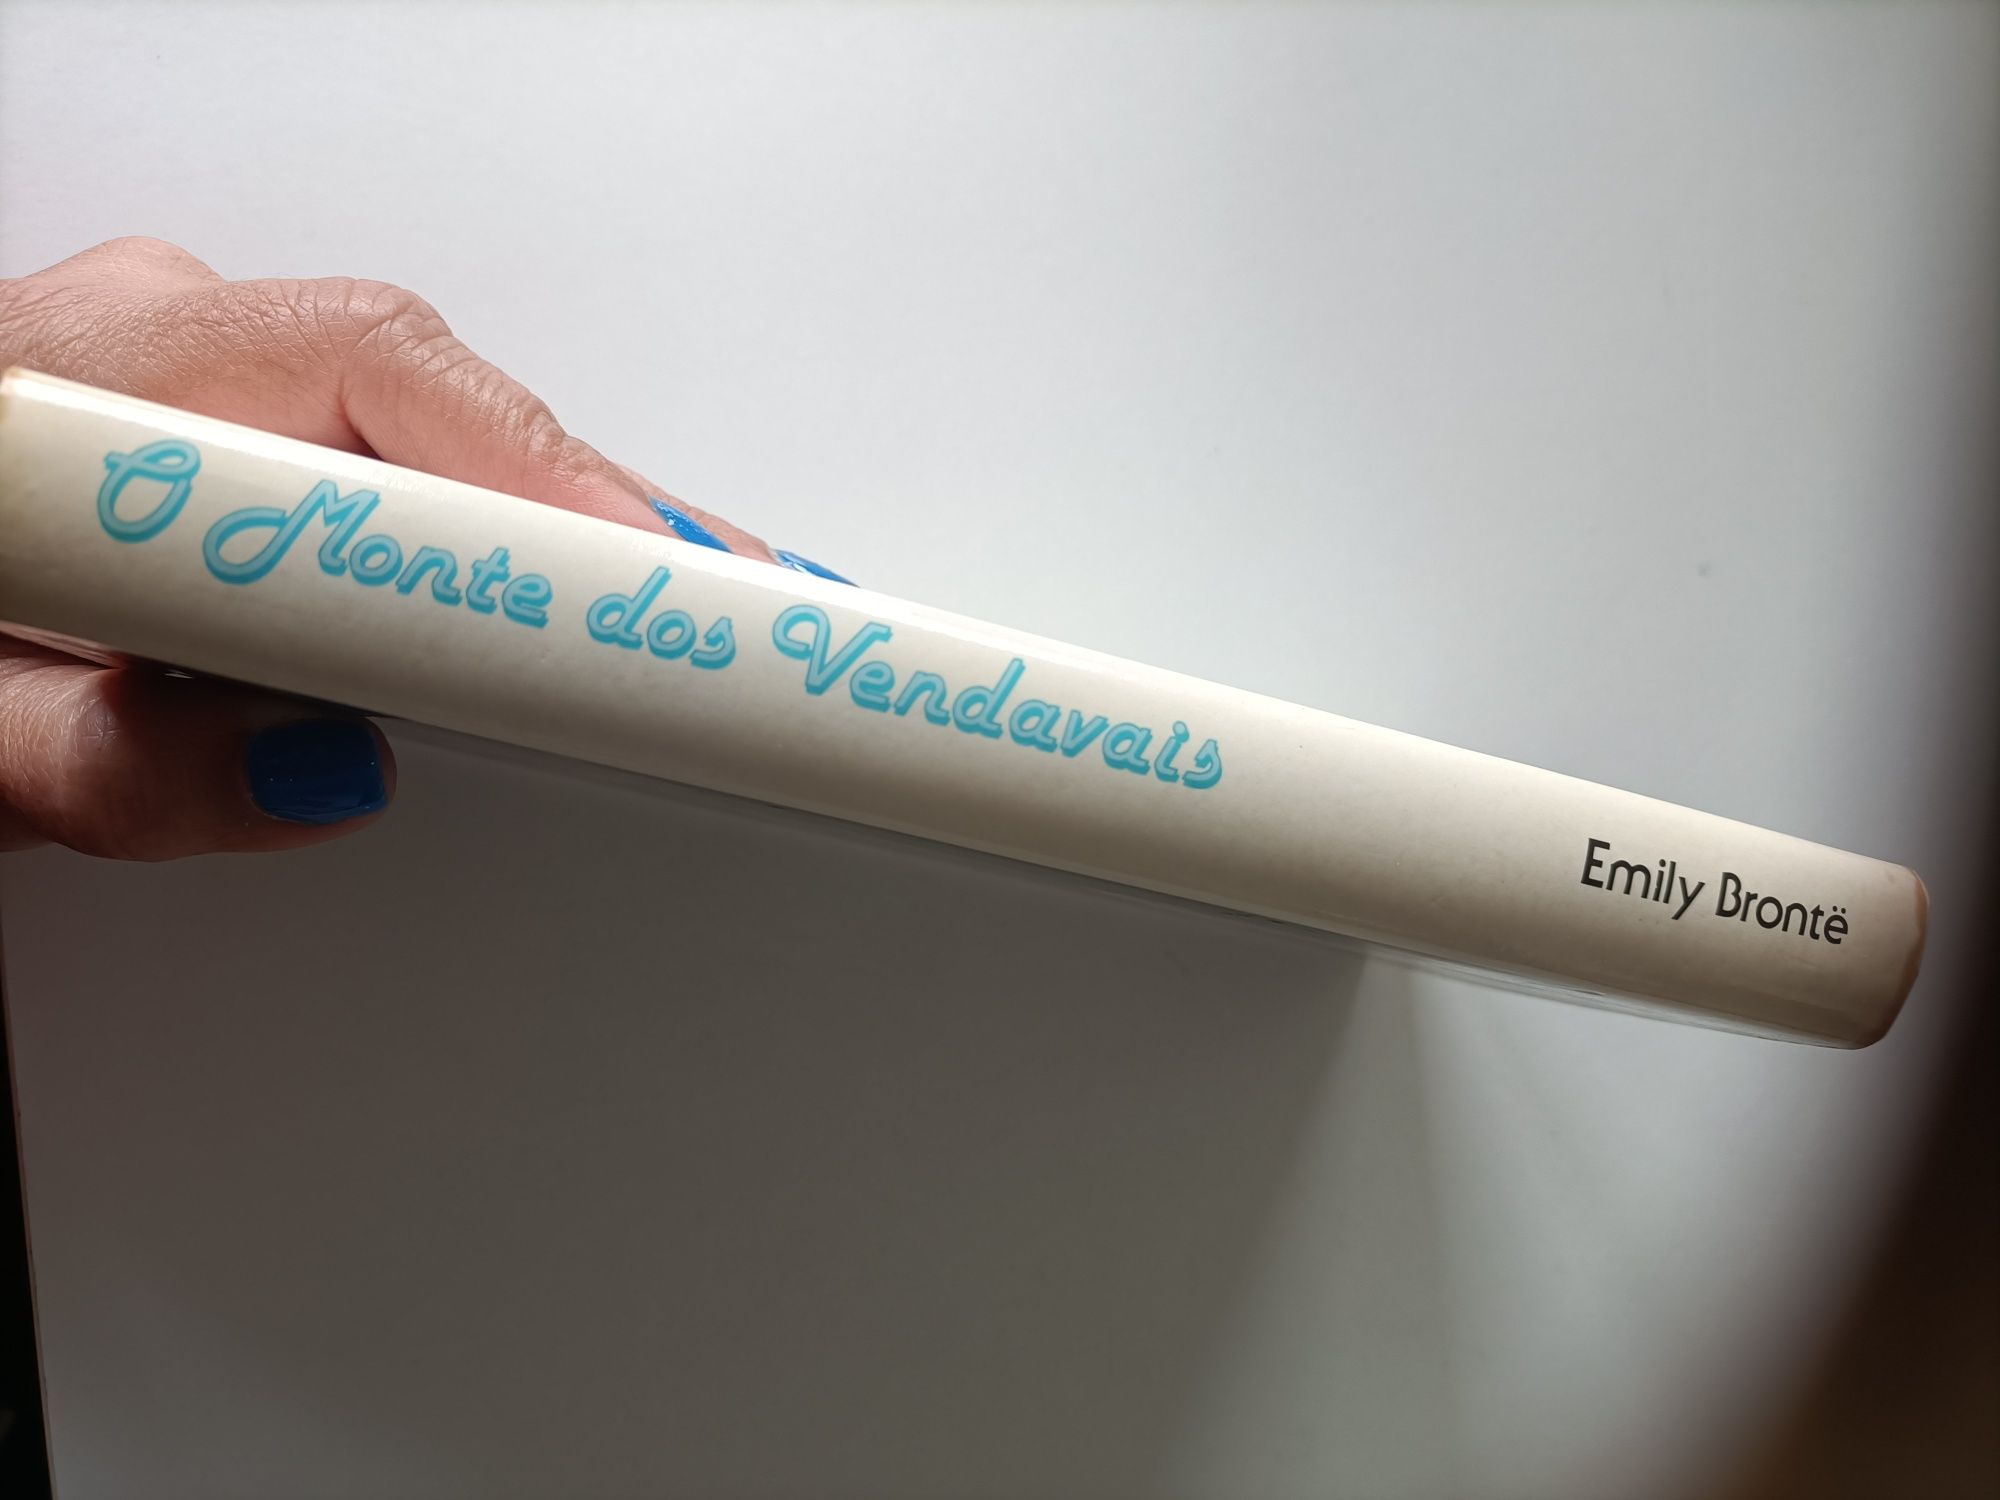 O Monte dos Vendavais
Emily Brontë